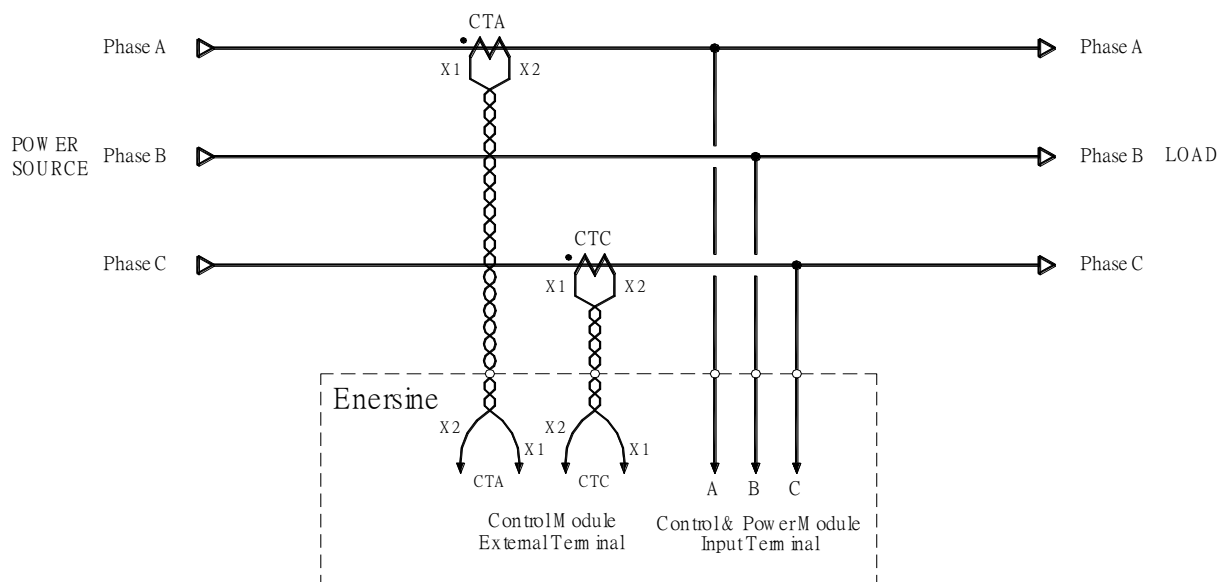 CTA
Phase A
Phase A
X1
X2
POWER
SOURCE
Phase B
Phase B
LOAD
CTC
Phase C
Phase C
X1
X2
Enersine
X2
X1
X2
X1
CTA
CTC
A
B
C
Control Module
External Terminal
Control & Power Module
Input Terminal